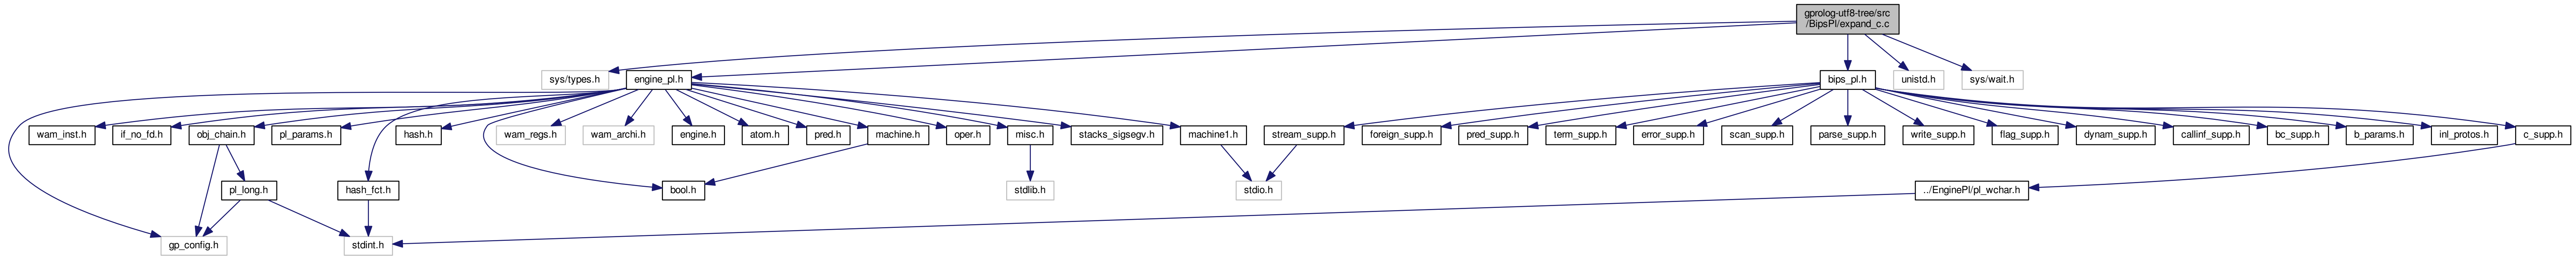 gprolog-utf8-tree/src
/BipsPl/expand_c.c
sys/types.h
engine_pl.h
bips_pl.h
unistd.h
sys/wait.h
wam_inst.h
if_no_fd.h
obj_chain.h
pl_params.h
hash.h
wam_regs.h
wam_archi.h
engine.h
atom.h
pred.h
machine.h
oper.h
misc.h
stacks_sigsegv.h
machine1.h
stream_supp.h
foreign_supp.h
pred_supp.h
term_supp.h
error_supp.h
scan_supp.h
parse_supp.h
write_supp.h
flag_supp.h
dynam_supp.h
callinf_supp.h
bc_supp.h
b_params.h
inl_protos.h
c_supp.h
pl_long.h
hash_fct.h
bool.h
stdlib.h
stdio.h
../EnginePl/pl_wchar.h
gp_config.h
stdint.h